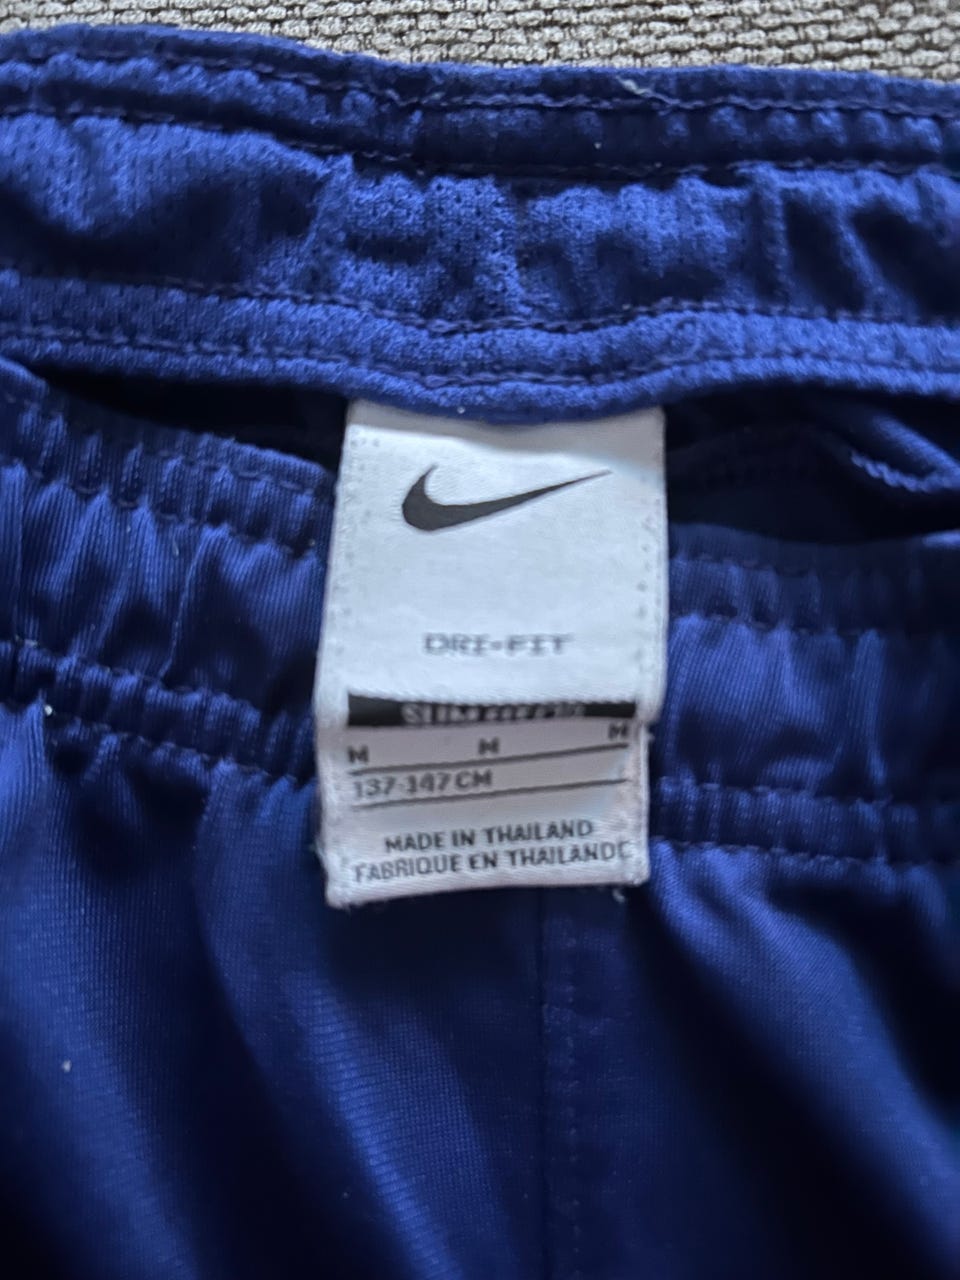 DRI-FIT
M M M
137-147 CM
MADE IN THAILAND
FABRIQUE EN THAILANDE